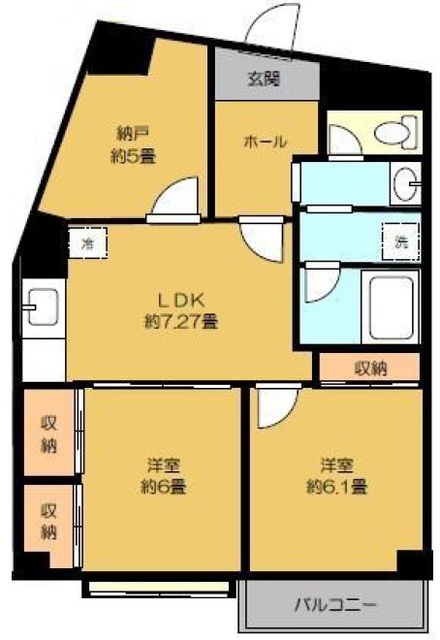 玄関
納戸
約5畳
ホール
冷
洗
LDK
約7.27畳
収納
収
納
洋室
約6畳
洋室
約6.1畳
収
納
バルコニー